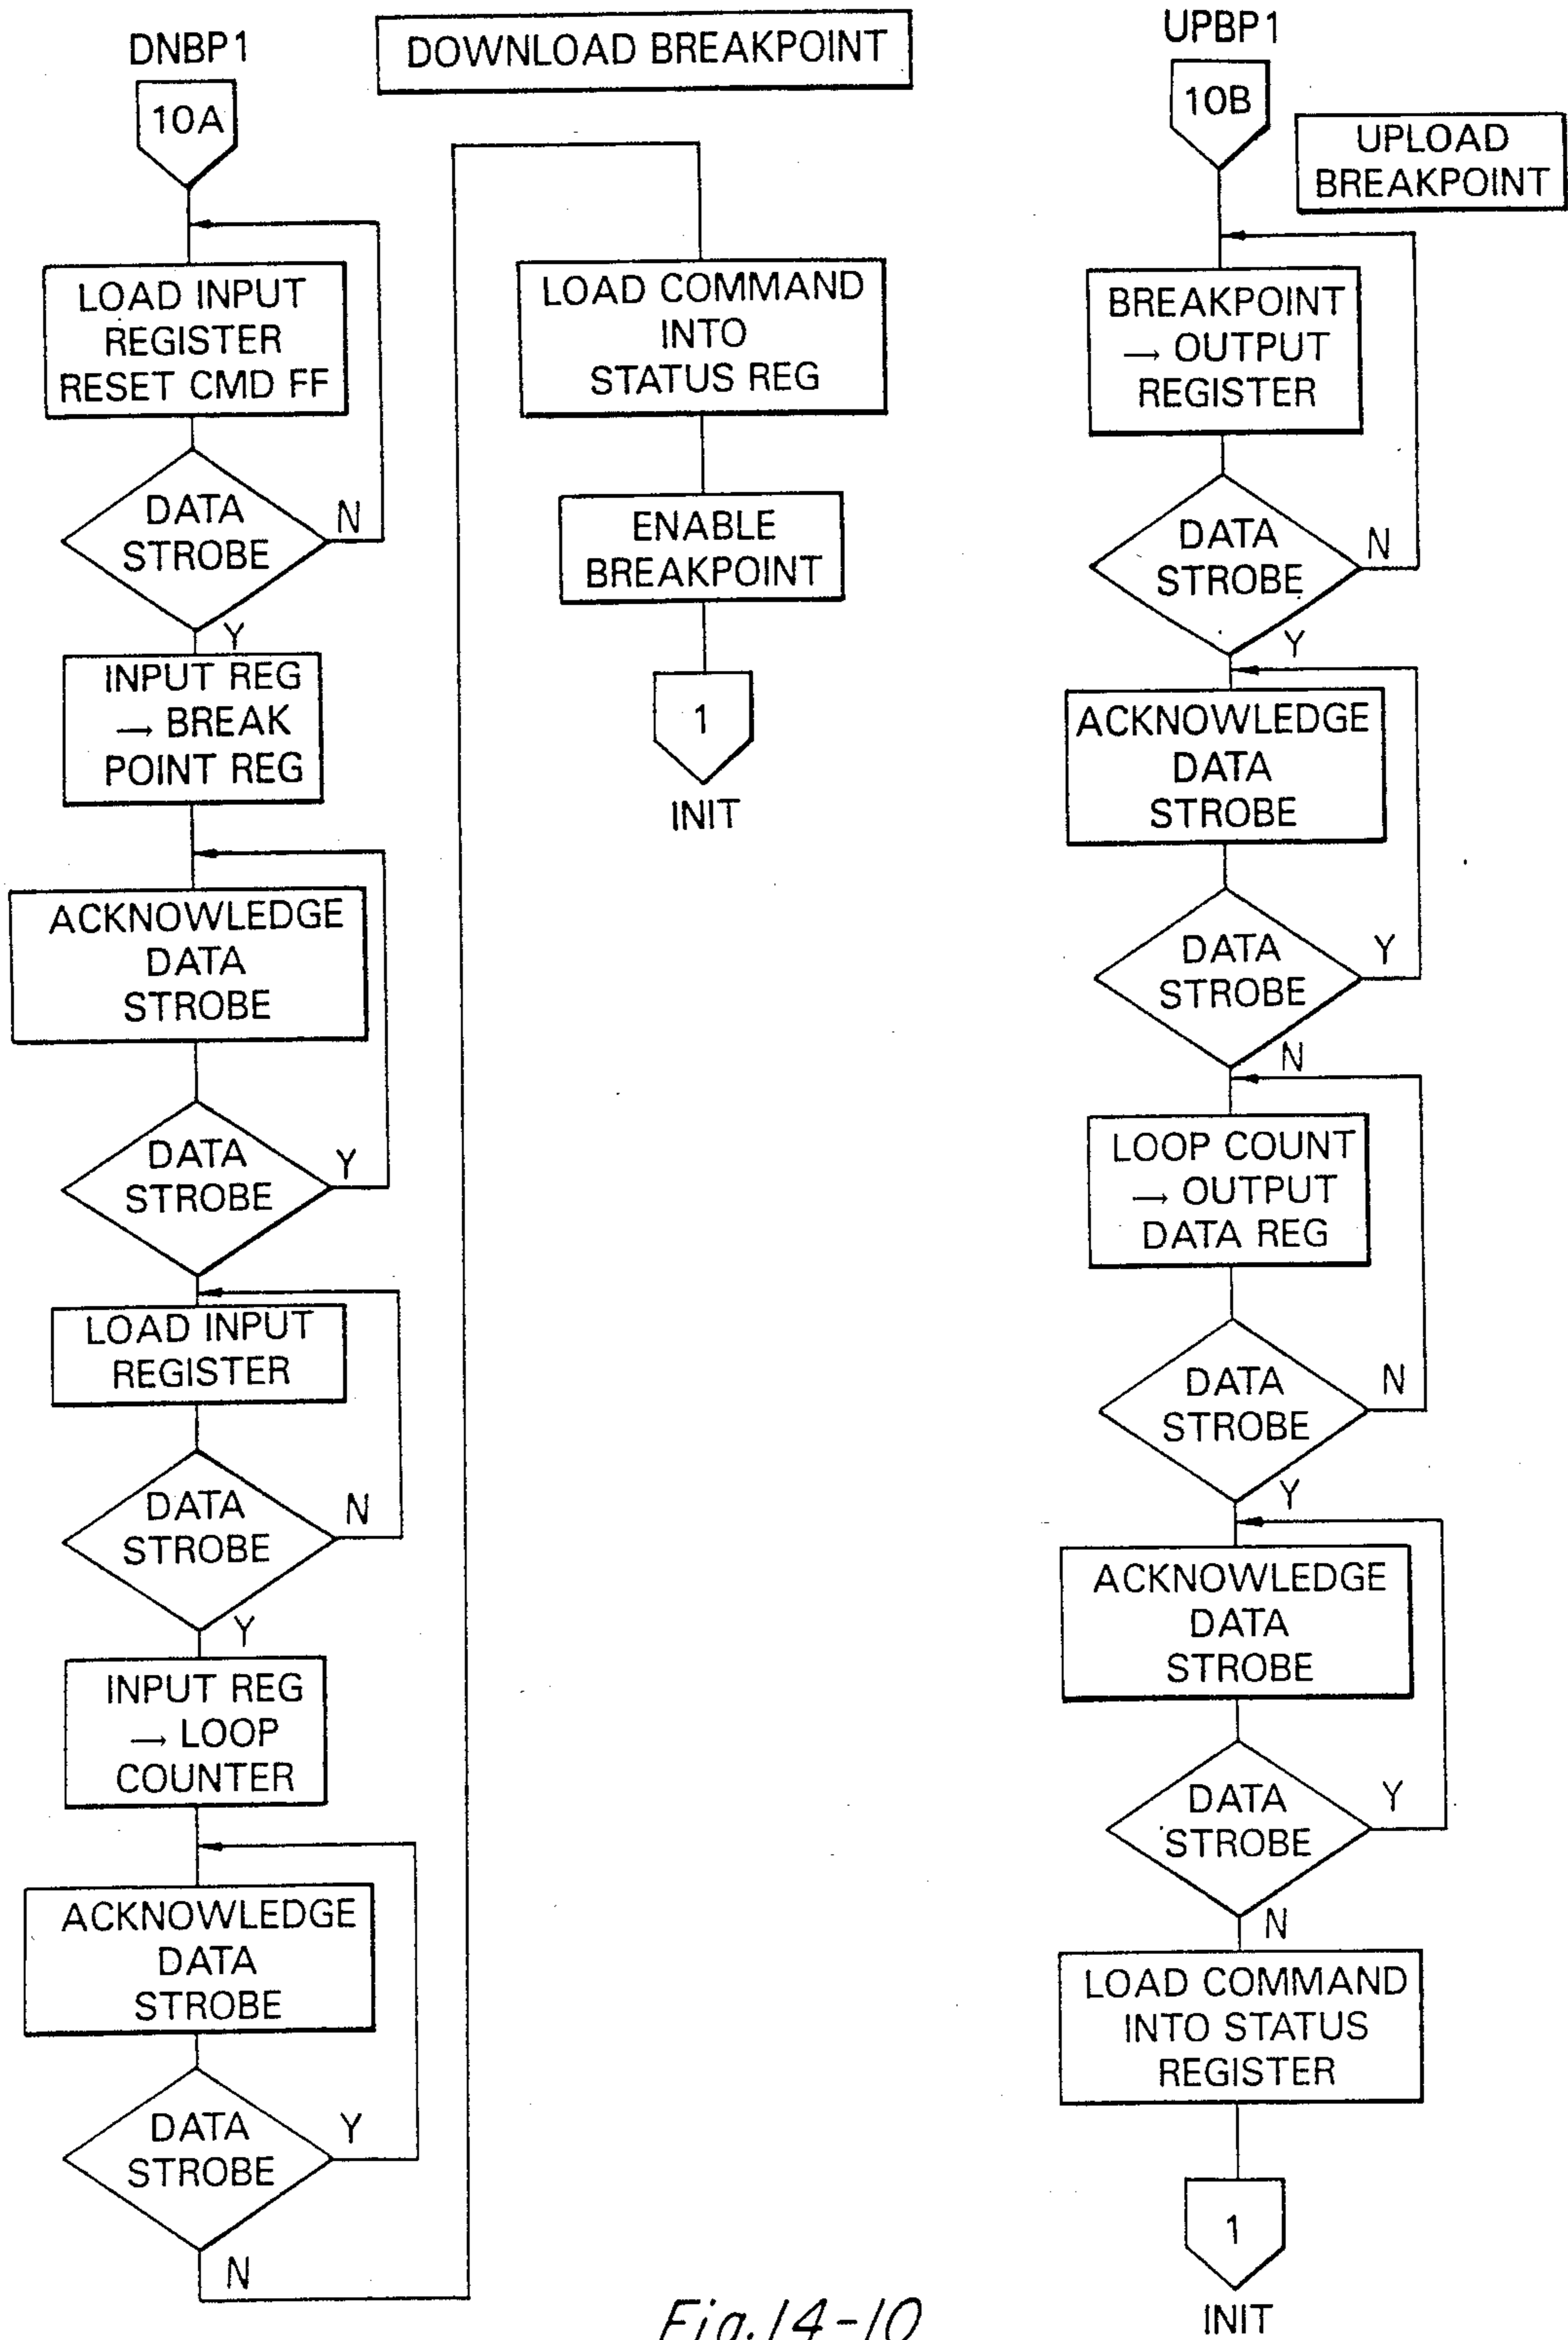 DNBP1
10A
DOWNLOAD BREAKPOINT
LOAD INPUT
REGISTER
RESET CMD FF
DATA
STROBE
N
Y
INPUT REG
→ BREAK
POINT REG
ACKNOWLEDGE
DATA
STROBE
DATA
STROBE
Y
LOAD INPUT
REGISTER
DATA
STROBE
N
Y
INPUT REG
→ LOOP
COUNTER
ACKNOWLEDGE
DATA
STROBE
DATA
STROBE
Y
N
LOAD COMMAND
INTO
STATUS REG
ENABLE
BREAKPOINT
1
INIT
UPBP1
10B
UPLOAD
BREAKPOINT
BREAKPOINT
→ OUTPUT
REGISTER
DATA
STROBE
N
Y
ACKNOWLEDGE
DATA
STROBE
DATA
STROBE
Y
N
LOOP COUNT
→ OUTPUT
DATA REG
DATA
STROBE
N
Y
ACKNOWLEDGE
DATA
STROBE
DATA
STROBE
Y
N
LOAD COMMAND
INTO STATUS
REGISTER
1
INIT
Fig. 14-10